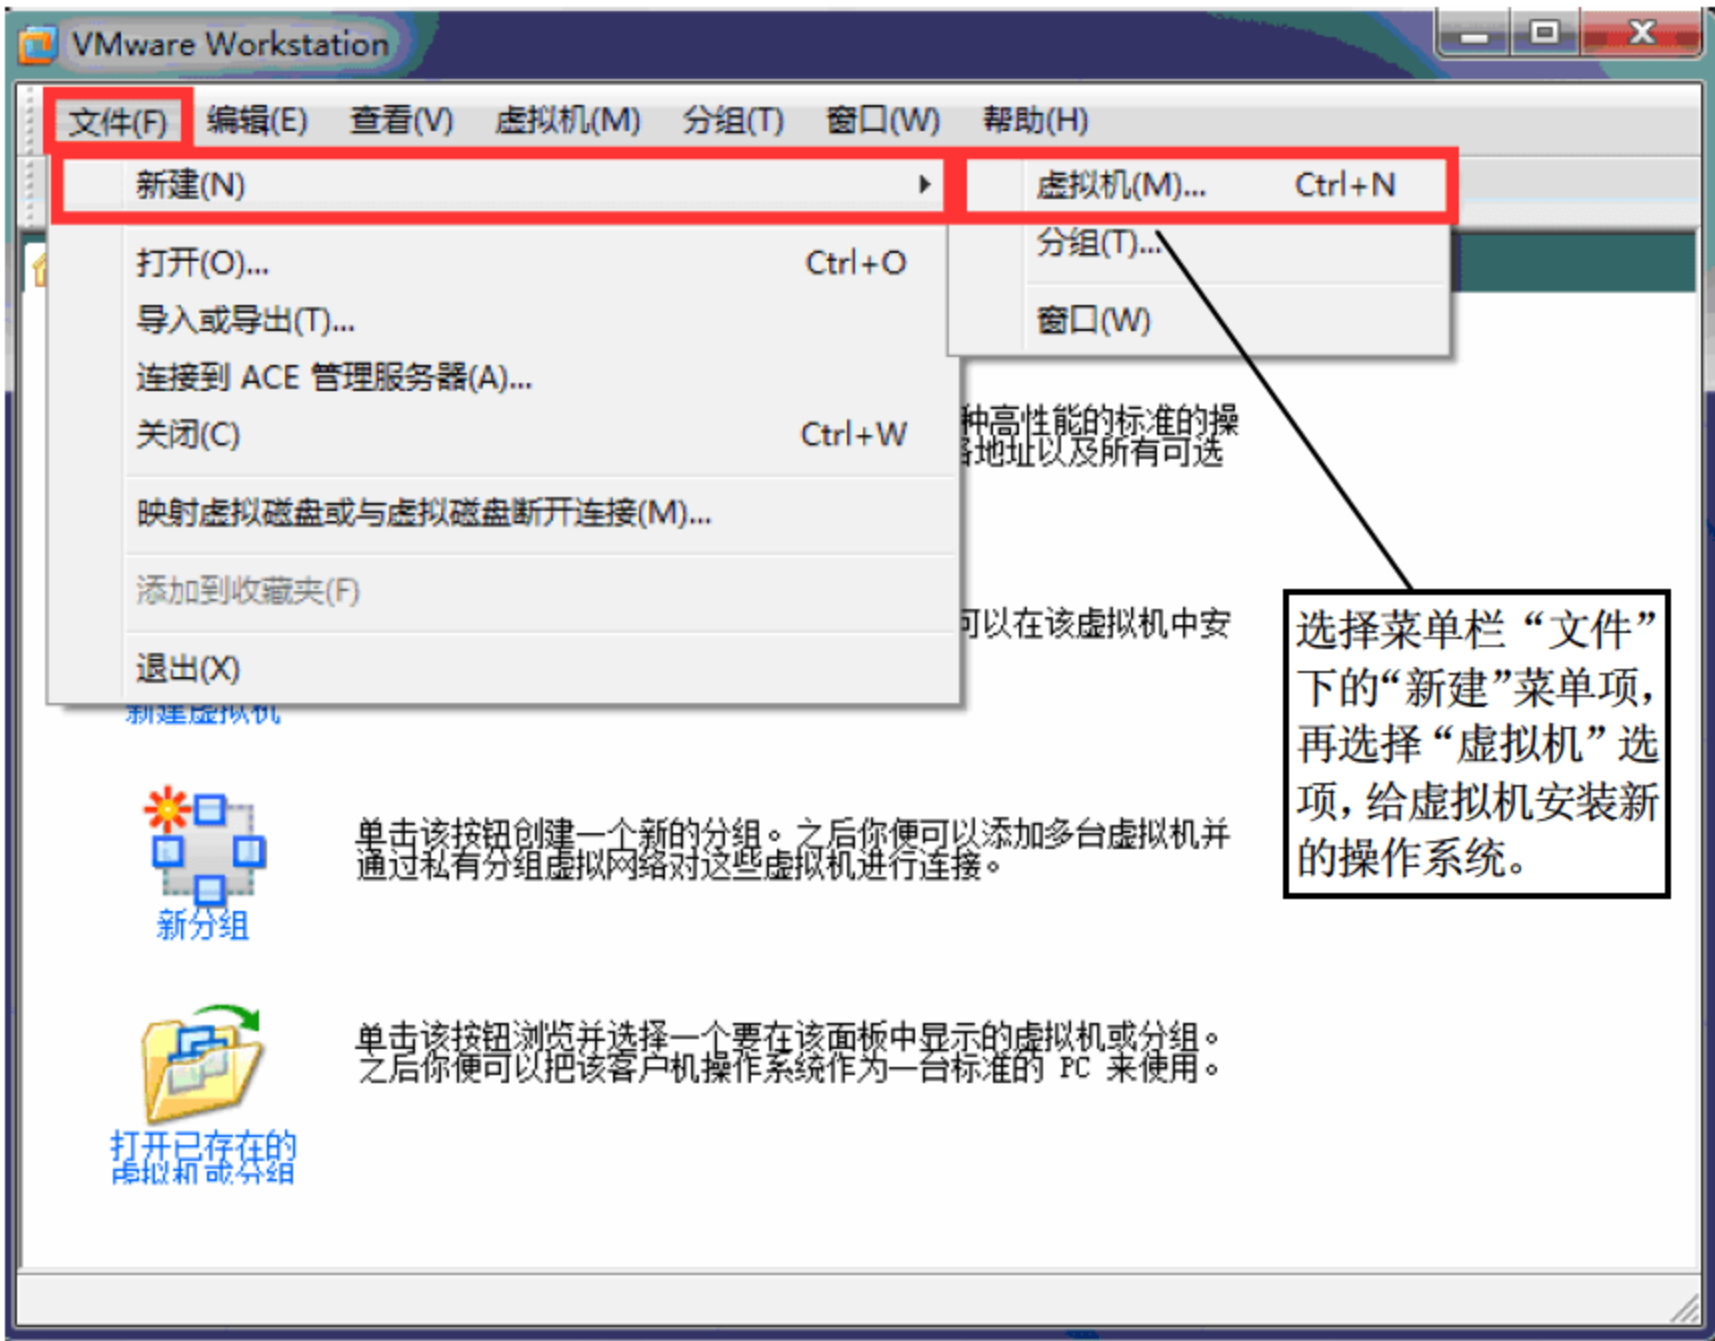 VMware Workstation
文件(F) 编辑(E) 查看(V) 虚拟机(M) 分组(T) 窗口(W) 帮助(H)
新建(N)
虚拟机(M)... Ctrl+N
分组(T)...
窗口(W)
打开(O)... Ctrl+O
导入或导出(T)...
连接到 ACE 管理服务器(A)...
关闭(C) Ctrl+W
映射虚拟磁盘或与虚拟磁盘断开连接(M)...
添加到收藏夹(F)
退出(X)
种高性能的标准的操
地址以及所有可选
可以在该虚拟机中安
新建虚拟机
单击该按钮创建一个新的分组。之后你便可以添加多台虚拟机并
通过私有分组虚拟网络对这些虚拟机进行连接。
新分组
单击该按钮浏览并选择一个要在该面板中显示的虚拟机或分组。
之后你便可以把该客户机操作系统作为一台标准的 PC 来使用。
打开已存在的
虚拟机或分组
选择菜单栏“文件”
下的“新建”菜单项,
再选择“虚拟机”选
项,给虚拟机安装新
的操作系统。